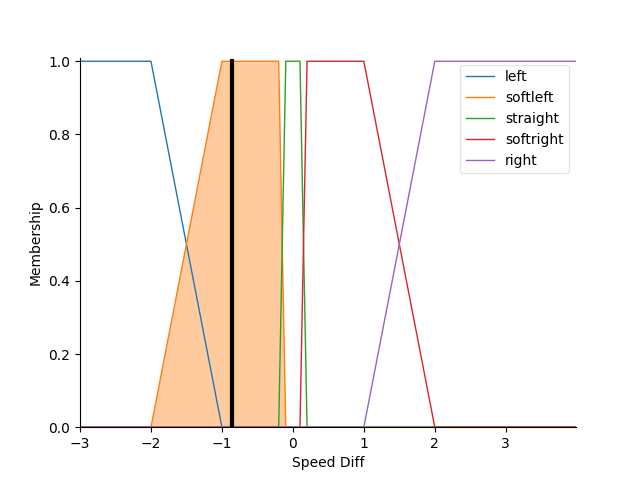 1.0
0.8
0.6
0.4
0.2
0.0
Membership
−3 −2 −1 0 1 2 3
Speed Diff
left
softleft
straight
softright
right